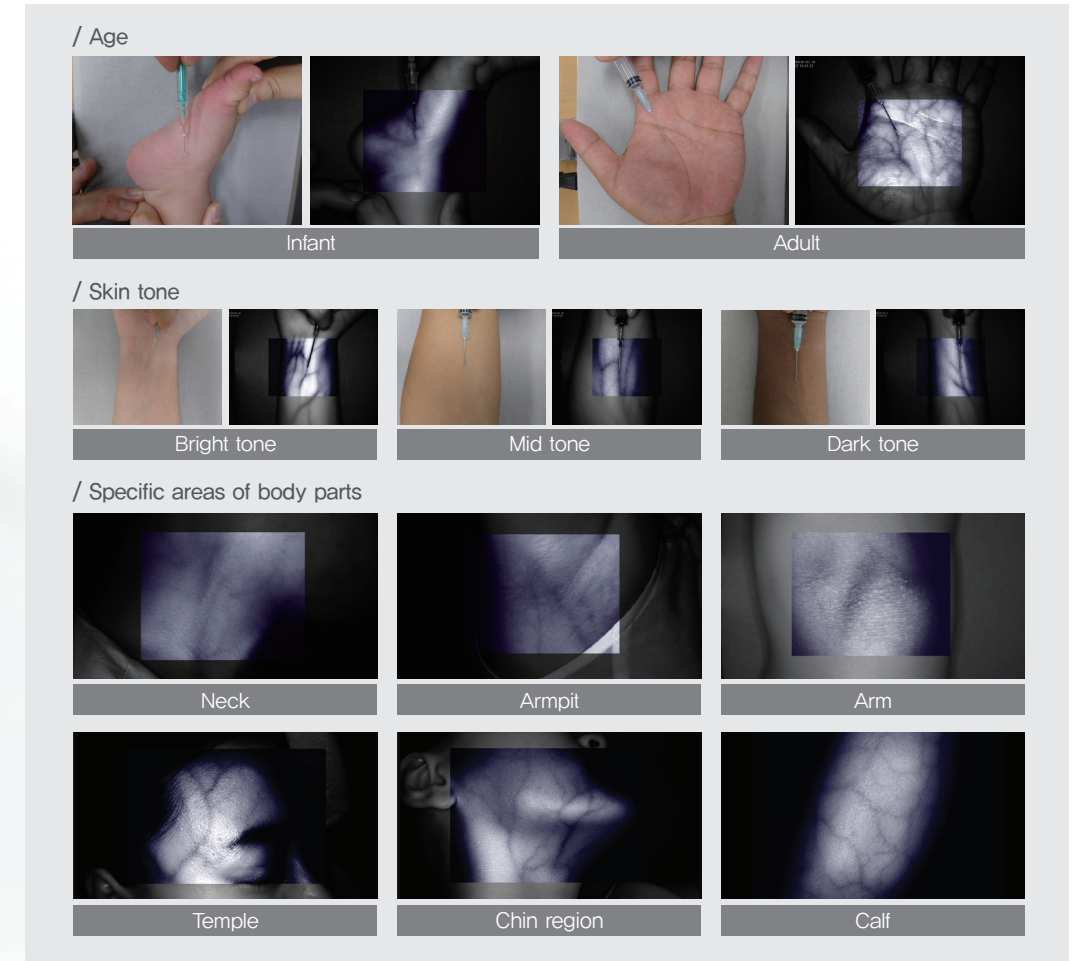 / Age
Infant
Adult
/ Skin tone
Bright tone
Mid tone
Dark tone
/ Specific areas of body parts
Neck
Armpit
Arm
Temple
Chin region
Calf